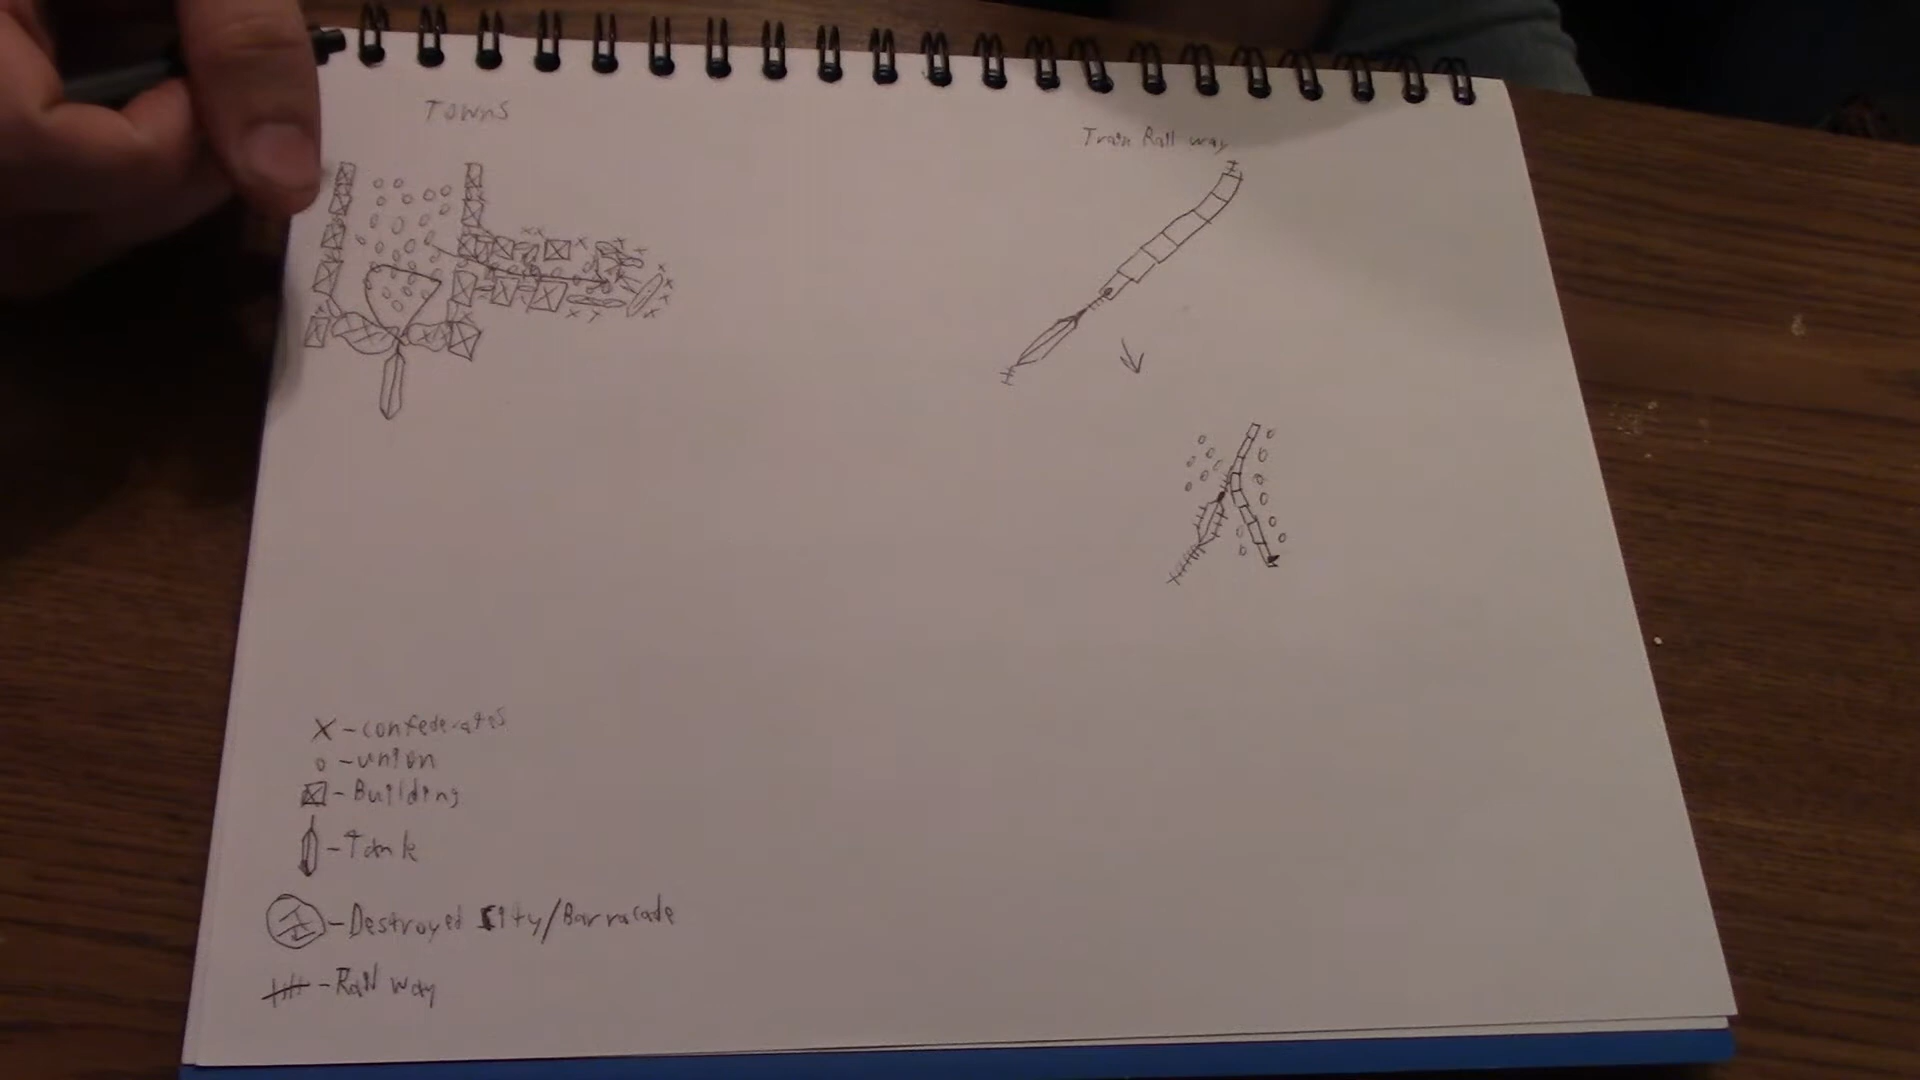 Towns
Train Rail way
X - confederates
o - union
- Building
- Tank
- Destroyed City/Barracade
- Rail way